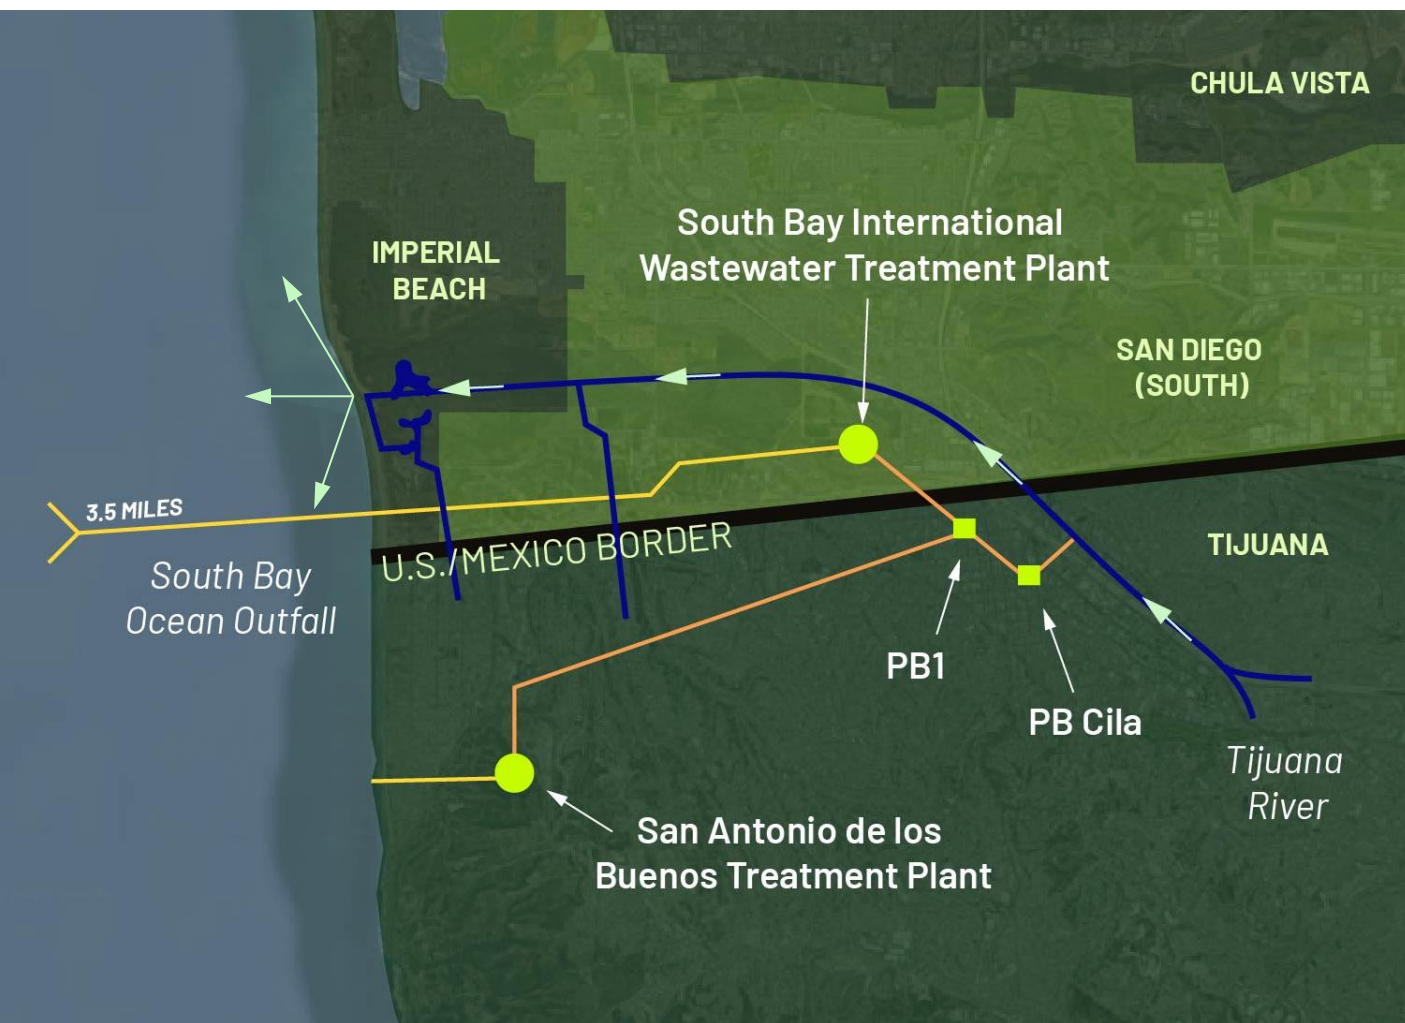 CHULA VISTA
South Bay International
Wastewater Treatment Plant
IMPERIAL
BEACH
SAN DIEGO
(SOUTH)
3.5 MILES
U.S./MEXICO BORDER
TIJUANA
South Bay
Ocean Outfall
PB1
PB Cila
Tijuana
River
San Antonio de los
Buenos Treatment Plant